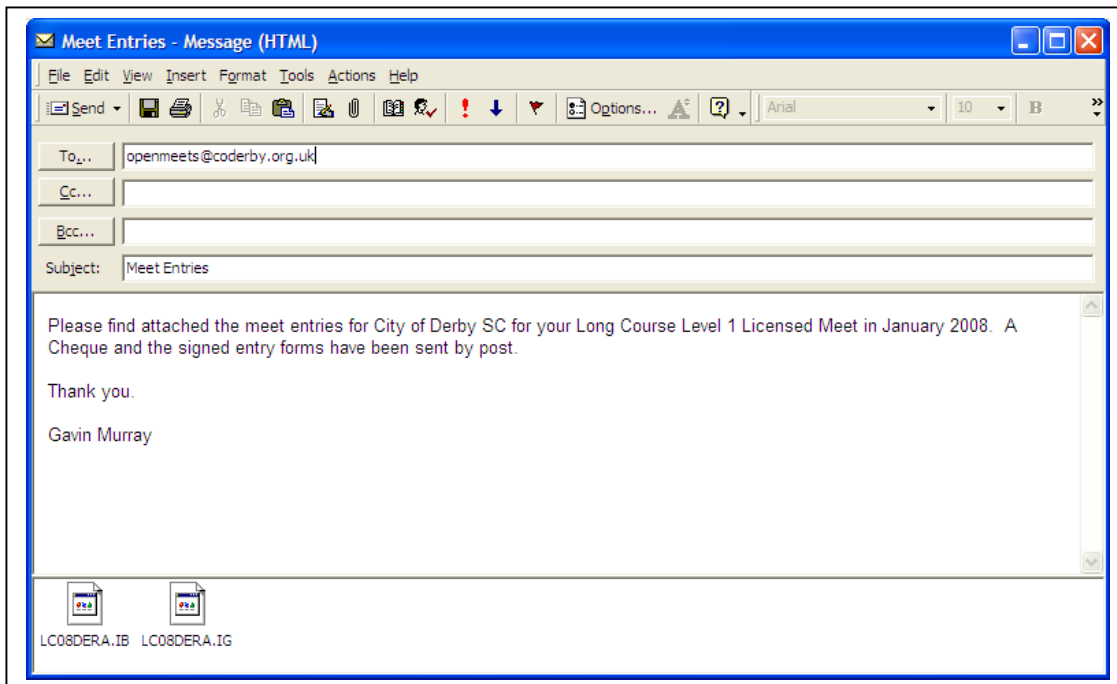 Meet Entries - Message (HTML)
File Edit View Insert Format Tools Actions Help
Send Options... A Arial 10 B
To... openmeets@coderby.org.uk
Cc...
Bcc...
Subject: Meet Entries
Please find attached the meet entries for City of Derby SC for your Long Course Level 1 Licensed Meet in January 2008. A
Cheque and the signed entry forms have been sent by post.
Thank you.
Gavin Murray
LC08DERA.IB LC08DERA.IG